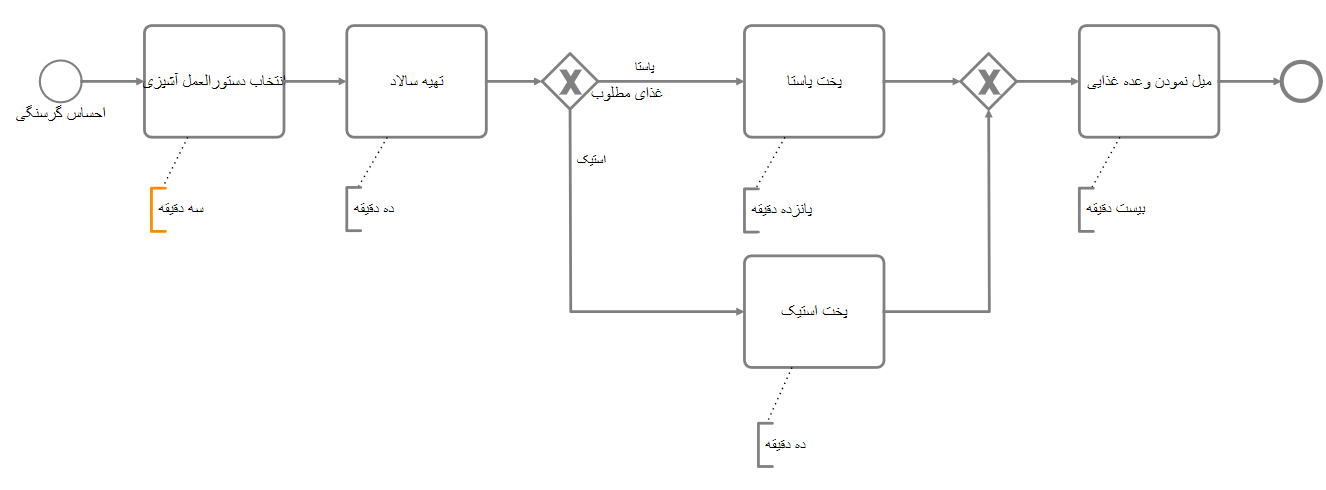 احساس گرسنگی
انتخاب دستورالعمل آشپزی
سه دقیقه
تهیه سالاد
ده دقیقه
X
پاستا
غذای مطلوب
استیک
پخت پاستا
پانزده دقیقه
پخت استیک
ده دقیقه
X
میل نمودن وعده غذایی
بیست دقیقه